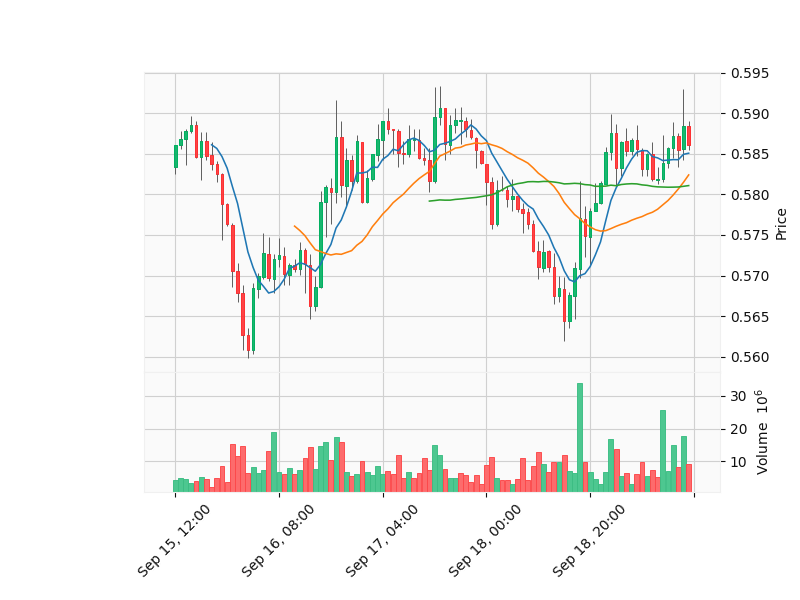 0.595
0.590
0.585
0.580
0.575
0.570
0.565
0.560
Price
30
20
10
Volume 10^6
Sep 15, 12:00
Sep 16, 08:00
Sep 17, 04:00
Sep 18, 00:00
Sep 18, 20:00